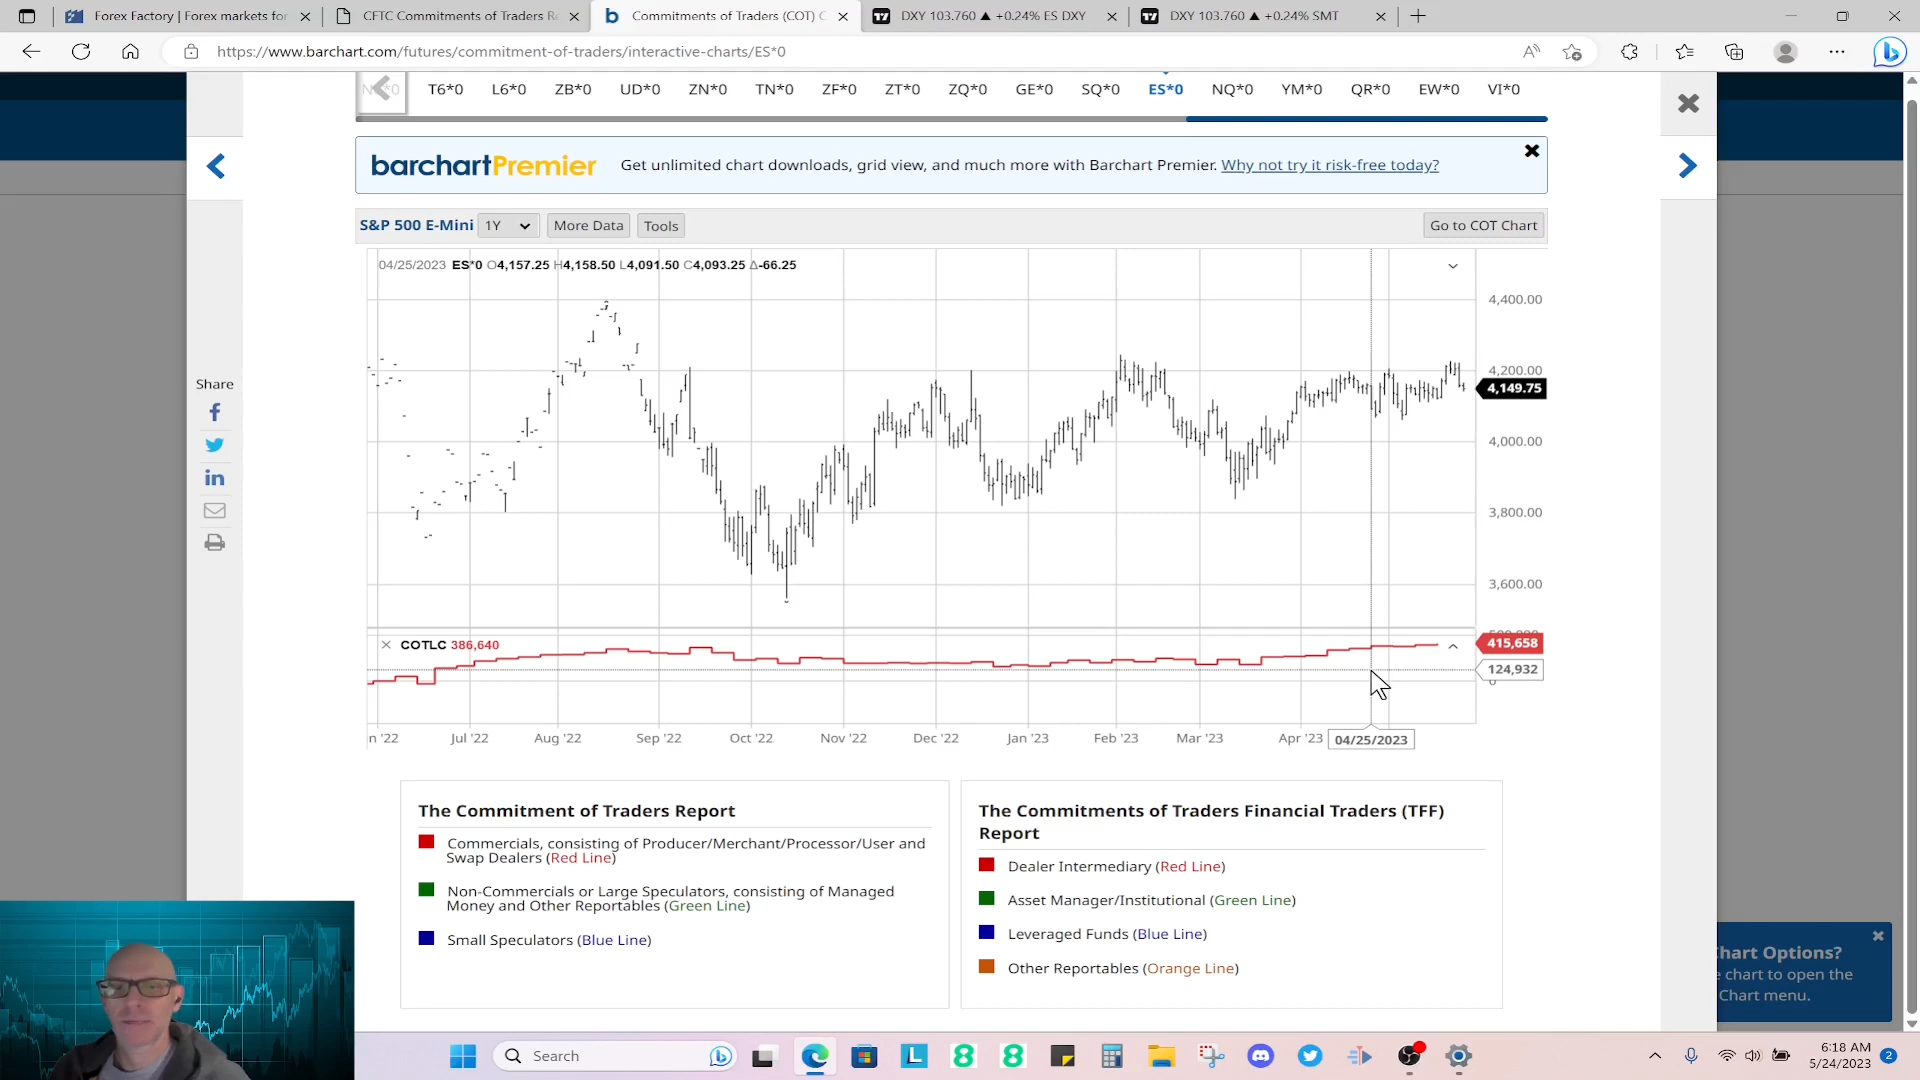 Forex Factory | Forex markets for
CFTC Commitments of Traders R
Commitments of Traders (COT) C
DXY 103.760 ▲ +0.24% ES DXY
DXY 103.760 ▲ +0.24% SMT
https://www.barchart.com/futures/commitment-of-traders/interactive-charts/ES*0
T6*0 L6*0 ZB*0 UD*0 ZN*0 TN*0 ZF*0 ZT*0 ZQ*0 GE*0 SQ*0 ES*0 NQ*0 YM*0 QR*0 EW*0 VI*0
barchartPremier Get unlimited chart downloads, grid view, and much more with Barchart Premier. Why not try it risk-free today?
S&P 500 E-Mini 1Y More Data Tools Go to COT Chart
04/25/2023 ES*0 O4,157.25 H4,158.50 L4,091.50 C4,093.25 Δ-66.25
4,400.00
4,200.00
4,149.75
4,000.00
3,800.00
3,600.00
Share
COTLC 386,640
415,658
124,932
0
n '22 Jul '22 Aug '22 Sep '22 Oct '22 Nov '22 Dec '22 Jan '23 Feb '23 Mar '23 Apr '23 04/25/2023
The Commitment of Traders Report
Commercials, consisting of Producer/Merchant/Processor/User and
Swap Dealers (Red Line)
Non-Commercials or Large Speculators, consisting of Managed
Money and Other Reportables (Green Line)
Small Speculators (Blue Line)
The Commitments of Traders Financial Traders (TFF)
Report
Dealer Intermediary (Red Line)
Asset Manager/Institutional (Green Line)
Leveraged Funds (Blue Line)
Other Reportables (Orange Line)
hart Options?
e chart to open the
Chart menu.
Search
6:18 AM
5/24/2023
2